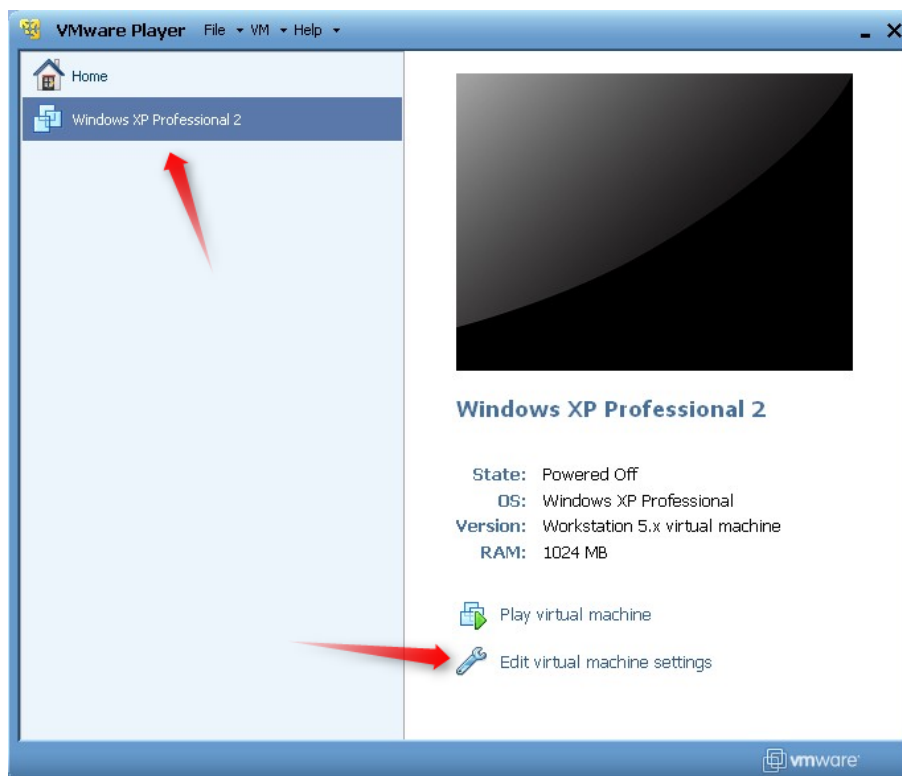 VMware Player File VM Help
Home
Windows XP Professional 2
Windows XP Professional 2
State: Powered Off
OS: Windows XP Professional
Version: Workstation 5.x virtual machine
RAM: 1024 MB
Play virtual machine
Edit virtual machine settings
vmware